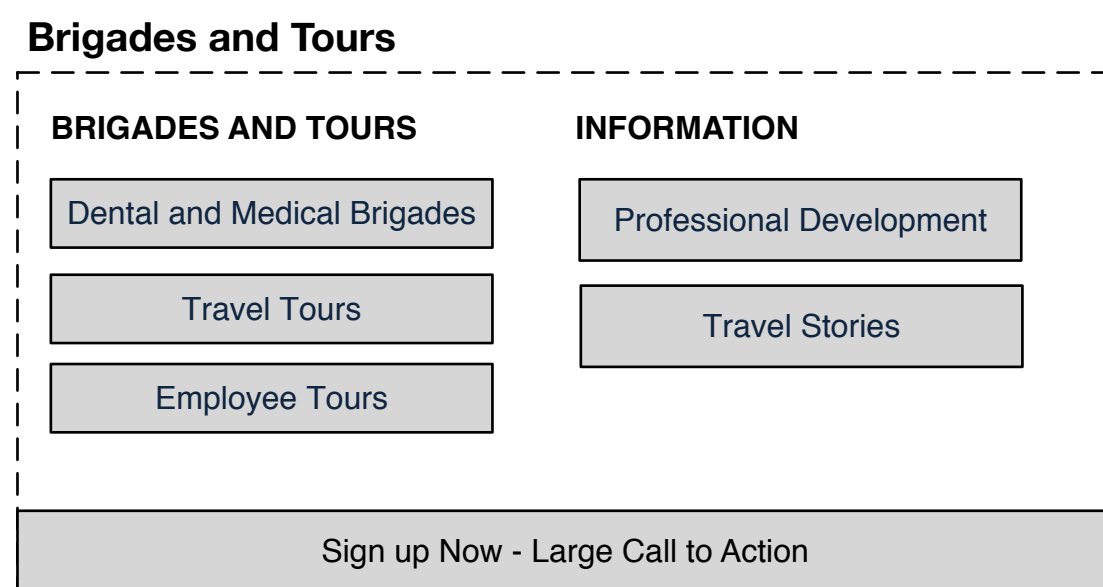 Brigades and Tours
BRIGADES AND TOURS
Dental and Medical Brigades
Travel Tours
Employee Tours
INFORMATION
Professional Development
Travel Stories
Sign up Now - Large Call to Action